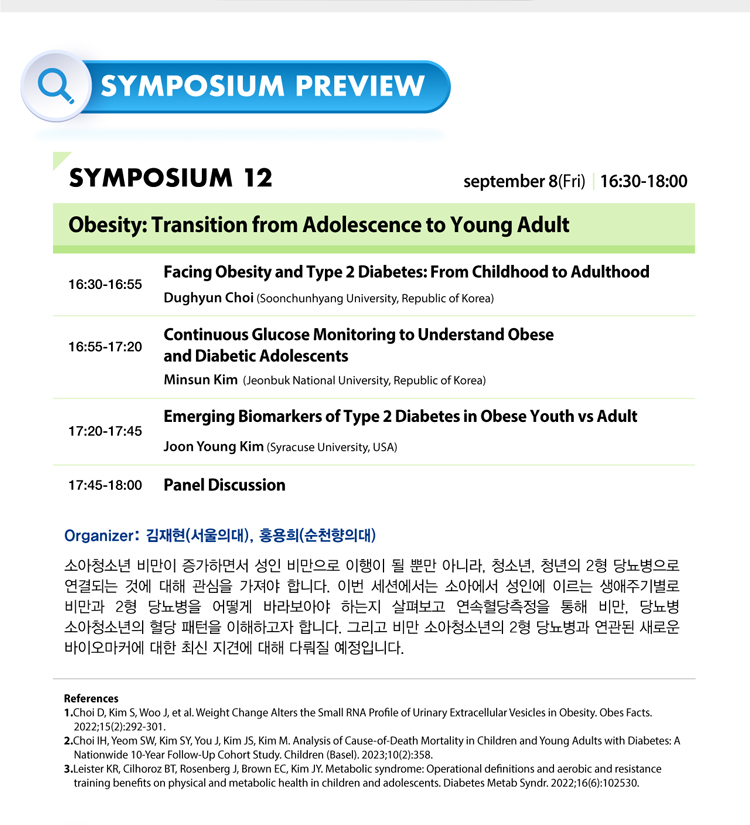 SYMPOSIUM PREVIEW
SYMPOSIUM 12
september 8(Fri) | 16:30-18:00
Obesity: Transition from Adolescence to Young Adult
16:30-16:55
Facing Obesity and Type 2 Diabetes: From Childhood to Adulthood
Dughyun Choi (Soonchunhyang University, Republic of Korea)
16:55-17:20
Continuous Glucose Monitoring to Understand Obese
and Diabetic Adolescents
Minsun Kim (Jeonbuk National University, Republic of Korea)
17:20-17:45
Emerging Biomarkers of Type 2 Diabetes in Obese Youth vs Adult
Joon Young Kim (Syracuse University, USA)
17:45-18:00
Panel Discussion
Organizer: 김재현(서울의대), 홍용희(순천향의대)
소아청소년 비만이 증가하면서 성인 비만으로 이행이 될 뿐만 아니라, 청소년, 청년의 2형 당뇨병으로
연결되는 것에 대해 관심을 가져야 합니다. 이번 세션에서는 소아에서 성인에 이르는 생애주기별로
비만과 2형 당뇨병을 어떻게 바라보아야 하는지 살펴보고 연속혈당측정을 통해 비만, 당뇨병
소아청소년의 혈당 패턴을 이해하고자 합니다. 그리고 비만 소아청소년의 2형 당뇨병과 연관된 새로운
바이오마커에 대한 최신 지견에 대해 다뤄질 예정입니다.
References
1.Choi D, Kim S, Woo J, et al. Weight Change Alters the Small RNA Profile of Urinary Extracellular Vesicles in Obesity. Obes Facts.
2022;15(2):292-301.
2.Choi IH, Yeom SW, Kim SY, You J, Kim JS, Kim M. Analysis of Cause-of-Death Mortality in Children and Young Adults with Diabetes: A
Nationwide 10-Year Follow-Up Cohort Study. Children (Basel). 2023;10(2):358.
3.Leister KR, Cilhoroz BT, Rosenberg J, Brown EC, Kim JY. Metabolic syndrome: Operational definitions and aerobic and resistance
training benefits on physical and metabolic health in children and adolescents. Diabetes Metab Syndr. 2022;16(6):102530.